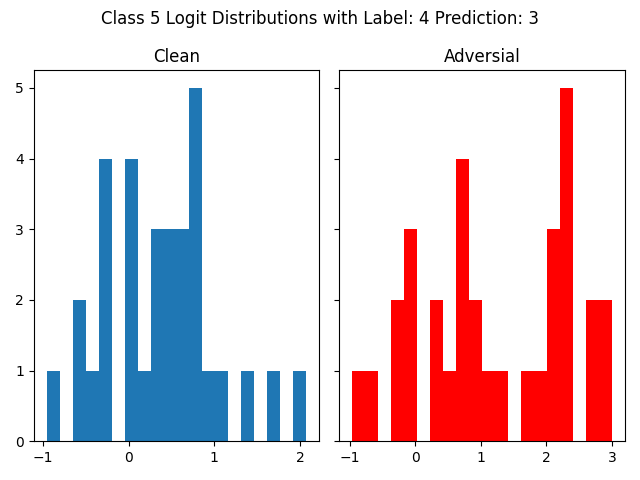 Class 5 Logit Distributions with Label: 4 Prediction: 3
Clean
Adversial
5
4
3
2
1
0
−1 0 1 2
−1 0 1 2 3